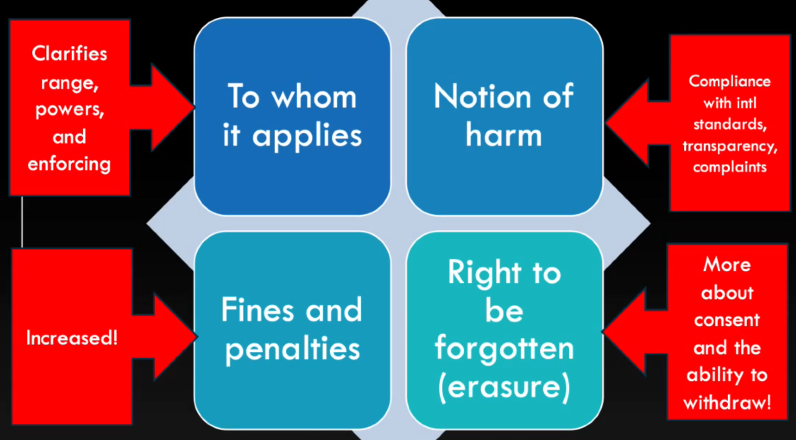 Clarifies
range,
powers,
and
enforcing
To whom
it applies
Notion of
harm
Compliance
with intl
standards,
transparency,
complaints
Increased!
Fines and
penalties
Right to
be
forgotten
(erasure)
More
about
consent
and the
ability to
withdraw!